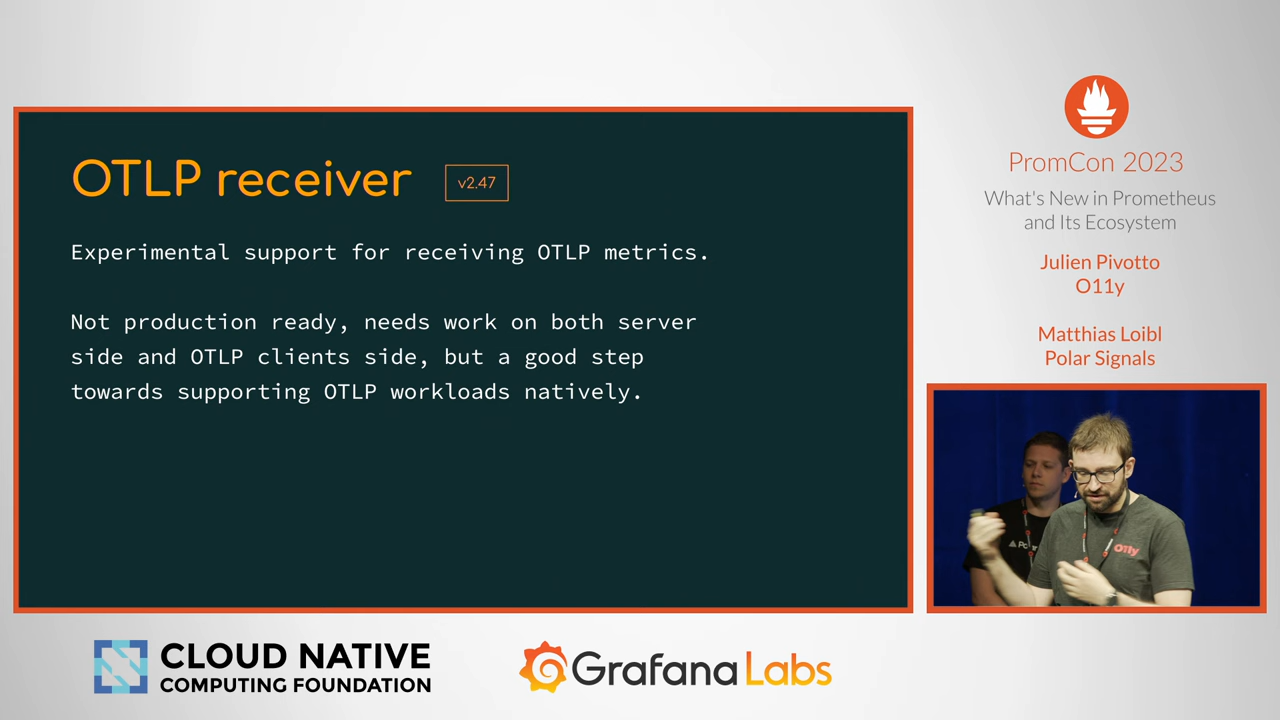 OTLP receiver v2.47
Experimental support for receiving OTLP metrics.
Not production ready, needs work on both server
side and OTLP clients side, but a good step
towards supporting OTLP workloads natively.
PromCon 2023
What's New in Prometheus
and Its Ecosystem
Julien Pivotto
O11y
Matthias Loibl
Polar Signals
O11y
CLOUD NATIVE
COMPUTING FOUNDATION
Grafana Labs